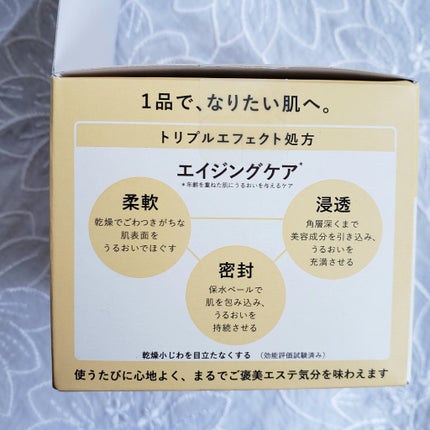 1品で、なりたい肌へ。
トリプルエフェクト処方
エイジングケア*
*年齢を重ねた肌にうるおいを与えるケア
柔軟
乾燥でごわつきがちな
肌表面を
うるおいでほぐす
浸透
角層深くまで
美容成分を引き込み、
うるおいを
充満させる
密封
保水ベールで
肌を包み込み、
うるおいを
持続させる
乾燥小じわを目立たなくする (効能評価試験済み)
使うたびに心地よく、まるでご褒美エステ気分を味わえます